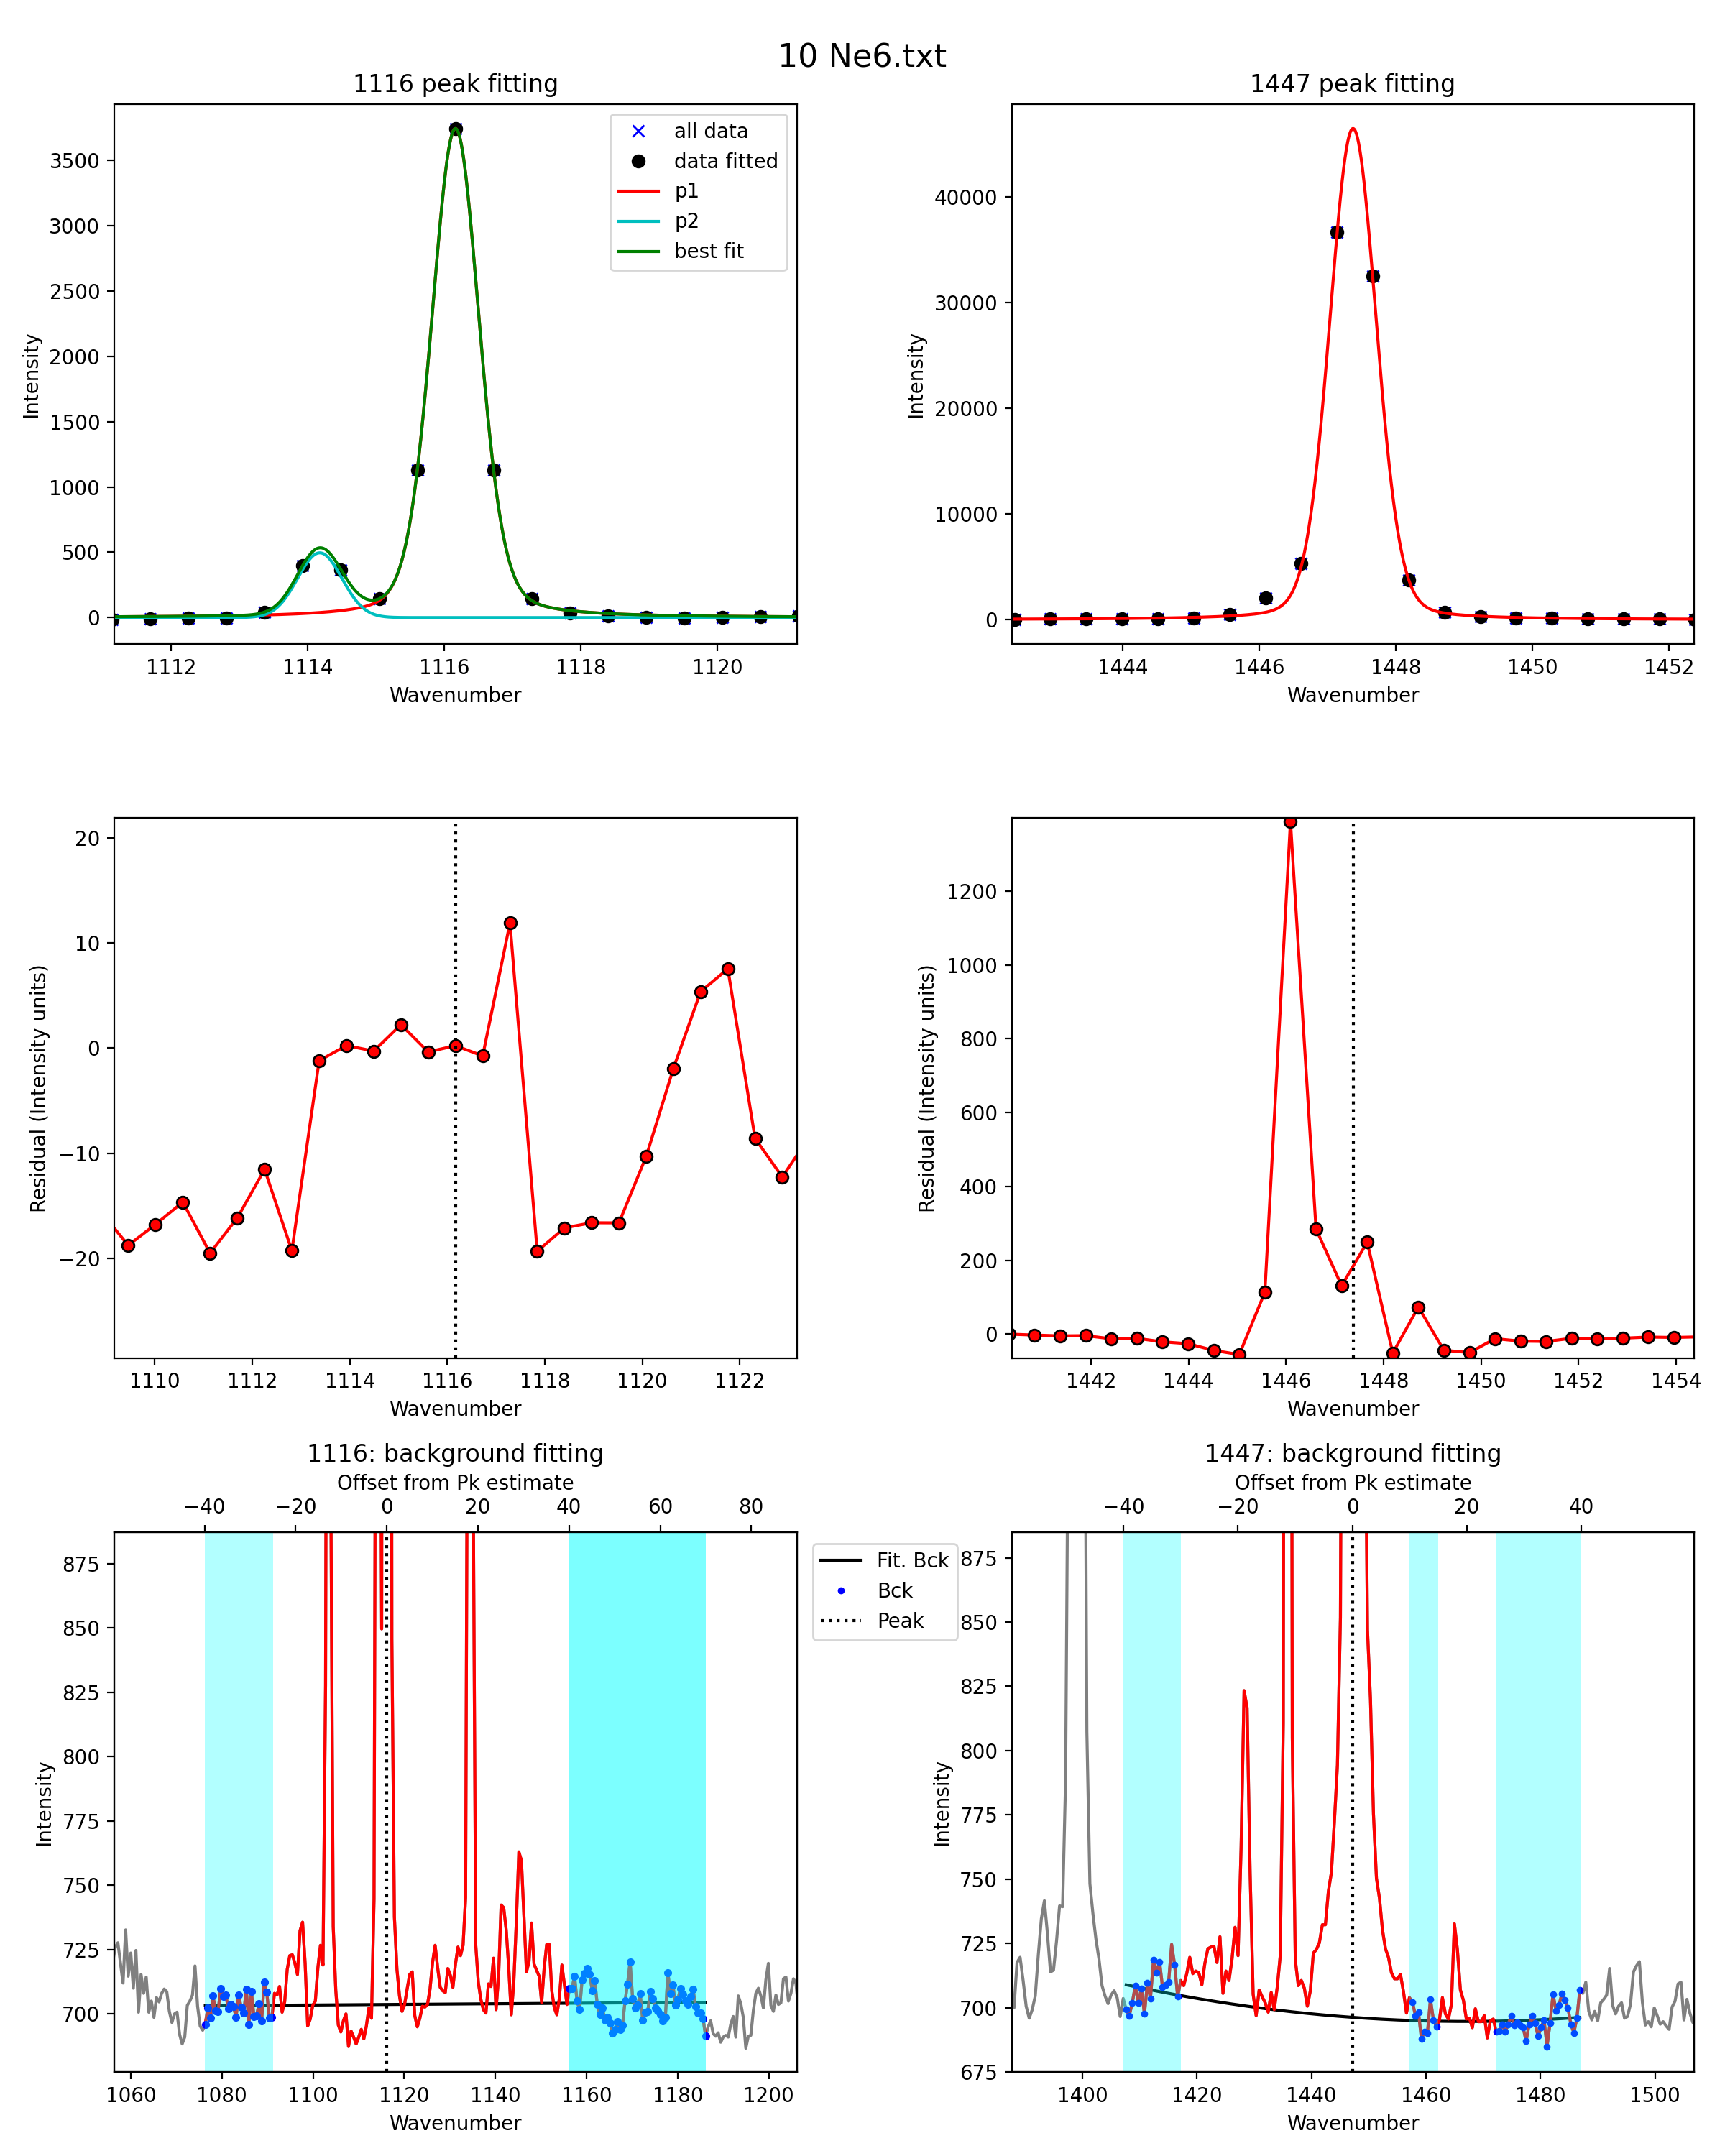 10 Ne6.txt
1116 peak fitting
1447 peak fitting
all data
data fitted
p1
p2
best fit
Intensity
0
500
1000
1500
2000
2500
3000
3500
1112 1114 1116 1118 1120
Wavenumber
Intensity
0
10000
20000
30000
40000
1444 1446 1448 1450 1452
Wavenumber
Residual (Intensity units)
20
10
0
−10
−20
1110 1112 1114 1116 1118 1120 1122
Wavenumber
Residual (Intensity units)
1200
1000
800
600
400
200
0
1442 1444 1446 1448 1450 1452 1454
Wavenumber
1116: background fitting
Offset from Pk estimate
−40 −20 0 20 40 60 80
Intensity
875
850
825
800
775
750
725
700
1060 1080 1100 1120 1140 1160 1180 1200
Wavenumber
Fit. Bck
Bck
Peak
1447: background fitting
Offset from Pk estimate
−40 −20 0 20 40
Intensity
875
850
825
800
775
750
725
700
675
1400 1420 1440 1460 1480 1500
Wavenumber